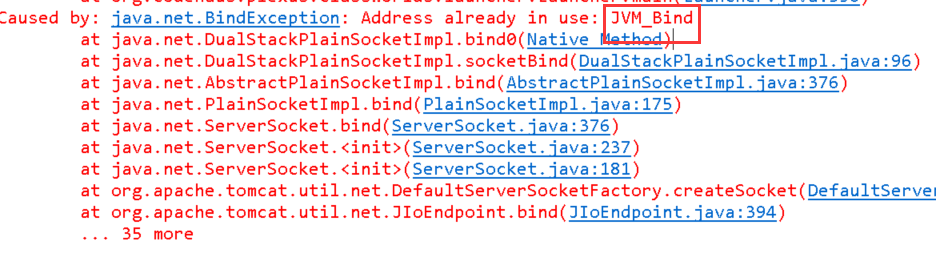 Caused by: java.net.BindException: Address already in use: JVM_Bind
at java.net.DualStackPlainSocketImpl.bind0(Native Method)
at java.net.DualStackPlainSocketImpl.socketBind(DualStackPlainSocketImpl.java:96)
at java.net.AbstractPlainSocketImpl.bind(AbstractPlainSocketImpl.java:376)
at java.net.PlainSocketImpl.bind(PlainSocketImpl.java:175)
at java.net.ServerSocket.bind(ServerSocket.java:376)
at java.net.ServerSocket.<init>(ServerSocket.java:237)
at java.net.ServerSocket.<init>(ServerSocket.java:181)
at org.apache.tomcat.util.net.DefaultServerSocketFactory.createSocket(DefaultServer
at org.apache.tomcat.util.net.JIoEndpoint.bind(JIoEndpoint.java:394)
... 35 more